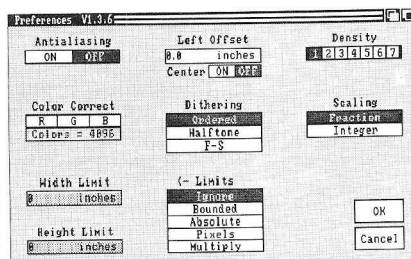 Preferences V1.3.6
Antialiasing
ON OFF
Left Offset
0.0 inches
Center ON OFF
Density
1 2 3 4 5 6 7
Color Correct
R G B
Colors = 4096
Dithering
Ordered
Halftone
F-S
Scaling
Fraction
Integer
Width Limit
0 inches
Height Limit
0 inches
<- Limits
Ignore
Bounded
Absolute
Pixels
Multiply
OK
Cancel